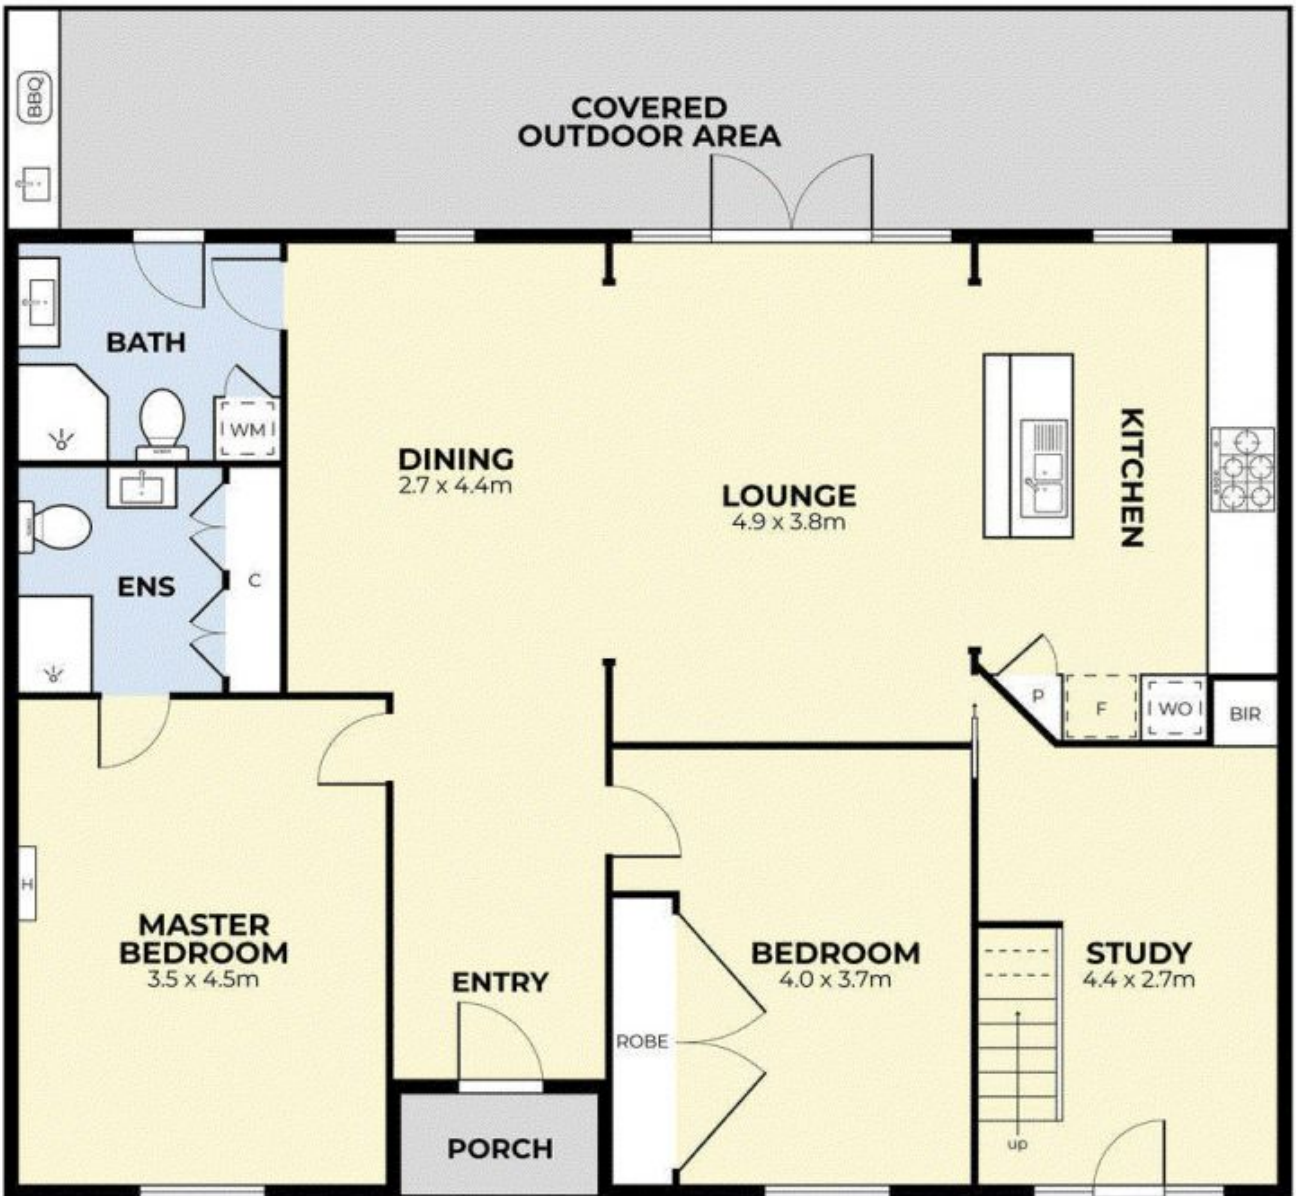 BBQ
COVERED
OUTDOOR AREA
BATH
WM
DINING
2.7 x 4.4m
LOUNGE
4.9 x 3.8m
KITCHEN
ENS
C
P
F
WO
BIR
H
MASTER
BEDROOM
3.5 x 4.5m
ENTRY
BEDROOM
4.0 x 3.7m
STUDY
4.4 x 2.7m
ROBE
PORCH
up